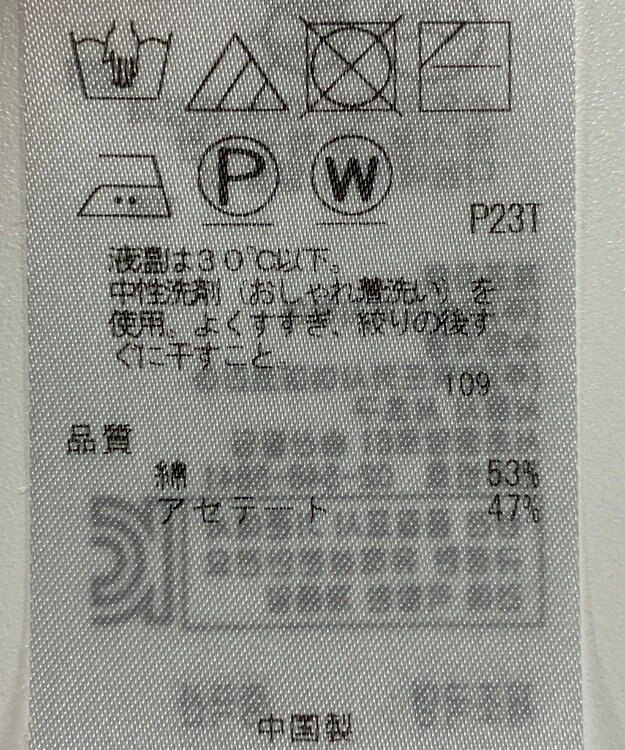 P W
P23T
液温は30℃以下。
中性洗剤(おしゃれ着洗い)を
使用、よくすすぎ、絞りの後す
ぐに干すこと。
109
品質
綿 53%
アセテート 47%
中国製